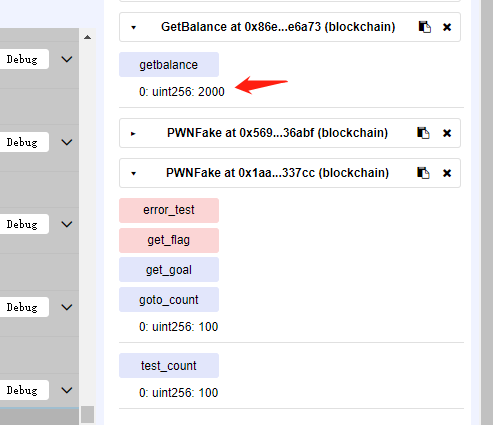 GetBalance at 0x86e...e6a73 (blockchain)
Debug
getbalance
0: uint256: 2000
PWNFake at 0x569...36abf (blockchain)
Debug
PWNFake at 0x1aa...337cc (blockchain)
error_test
Debug
get_flag
get_goal
goto_count
Debug
0: uint256: 100
test_count
Debug
0: uint256: 100